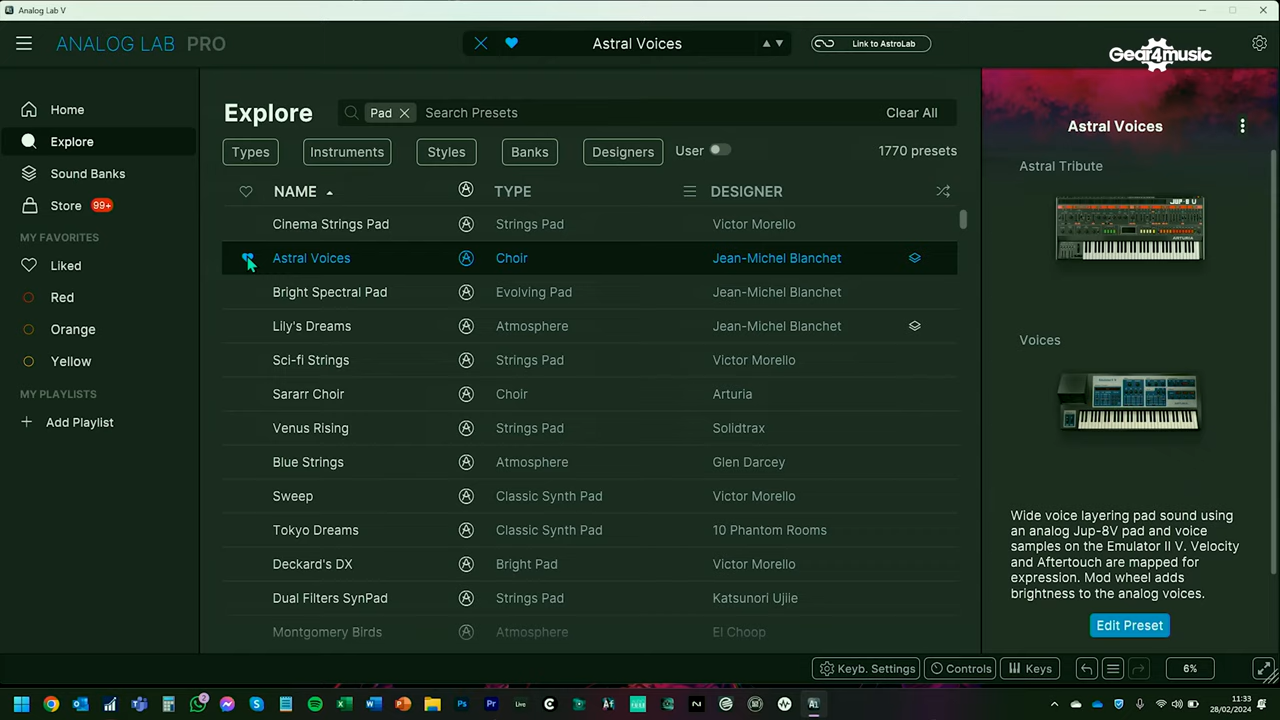 Analog Lab V
ANALOG LAB PRO
Astral Voices
Link to AstroLab
Gear4music
Home
Explore
Sound Banks
Store 99+
MY FAVORITES
Liked
Red
Orange
Yellow
MY PLAYLISTS
Add Playlist
Explore
Pad
Search Presets
Clear All
Types
Instruments
Styles
Banks
Designers
User
1770 presets
NAME TYPE DESIGNER
Cinema Strings Pad Strings Pad Victor Morello
Astral Voices Choir Jean-Michel Blanchet
Bright Spectral Pad Evolving Pad Jean-Michel Blanchet
Lily's Dreams Atmosphere Jean-Michel Blanchet
Sci-fi Strings Strings Pad Victor Morello
Sararr Choir Choir Arturia
Venus Rising Strings Pad Solidtrax
Blue Strings Atmosphere Glen Darcey
Sweep Classic Synth Pad Victor Morello
Tokyo Dreams Classic Synth Pad 10 Phantom Rooms
Deckard's DX Bright Pad Victor Morello
Dual Filters SynPad Strings Pad Katsunori Ujiie
Montgomery Birds Atmosphere El Choop
Astral Voices
Astral Tribute
JUP-8 V
ARTURIA
Voices
Wide voice layering pad sound using
an analog Jup-8V pad and voice
samples on the Emulator II V. Velocity
and Aftertouch are mapped for
expression. Mod wheel adds
brightness to the analog voices.
Edit Preset
Keyb. Settings
Controls
Keys
6%
2
11:33
28/02/2024